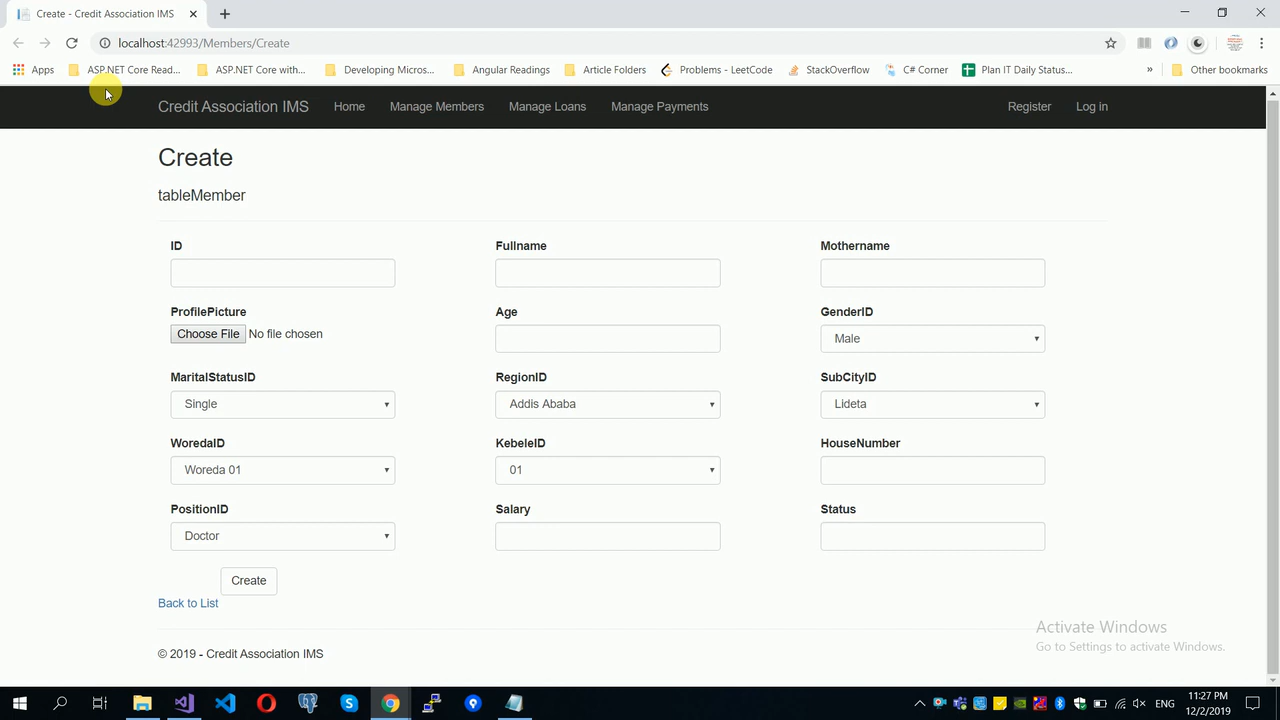 Create - Credit Association IMS
localhost:42993/Members/Create
Apps ASP.NET Core Read... ASP.NET Core with... Developing Micros... Angular Readings Article Folders Problems - LeetCode StackOverflow C# Corner Plan IT Daily Status... » Other bookmarks
Credit Association IMS Home Manage Members Manage Loans Manage Payments Register Log in
Create
tableMember
ID Fullname Mothername
ProfilePicture Age GenderID
Choose File No file chosen Male
MaritalStatusID RegionID SubCityID
Single Addis Ababa Lideta
WoredaID KebeleID HouseNumber
Woreda 01 01
PositionID Salary Status
Doctor
Create
Back to List
© 2019 - Credit Association IMS
Activate Windows
Go to Settings to activate Windows.
ENG 11:27 PM
12/2/2019